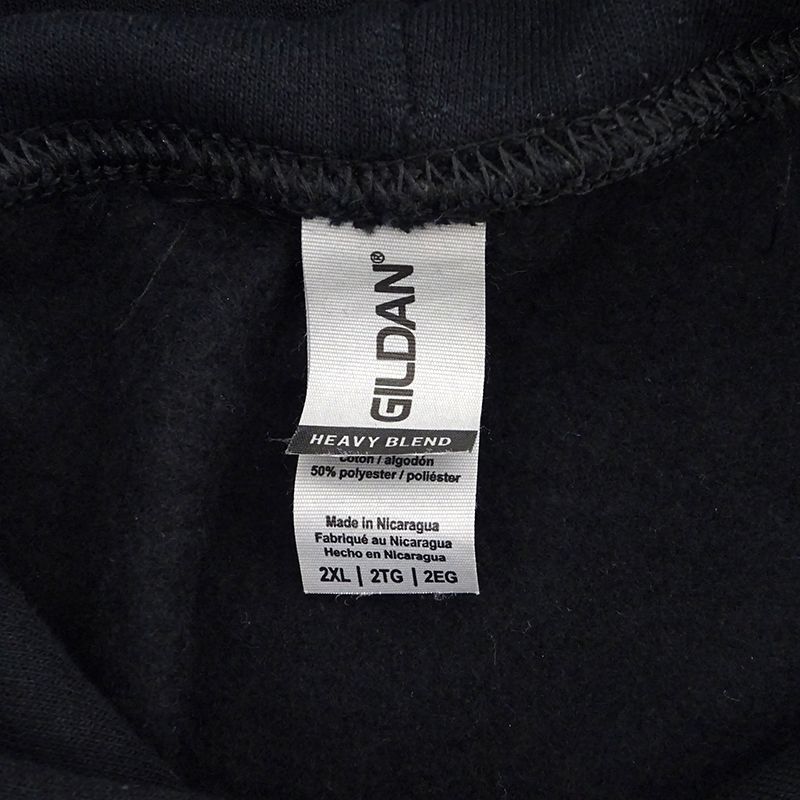 GILDAN®
HEAVY BLEND
coton / algodón
50% polyester / poliéster
Made in Nicaragua
Fabriqué au Nicaragua
Hecho en Nicaragua
2XL | 2TG | 2EG